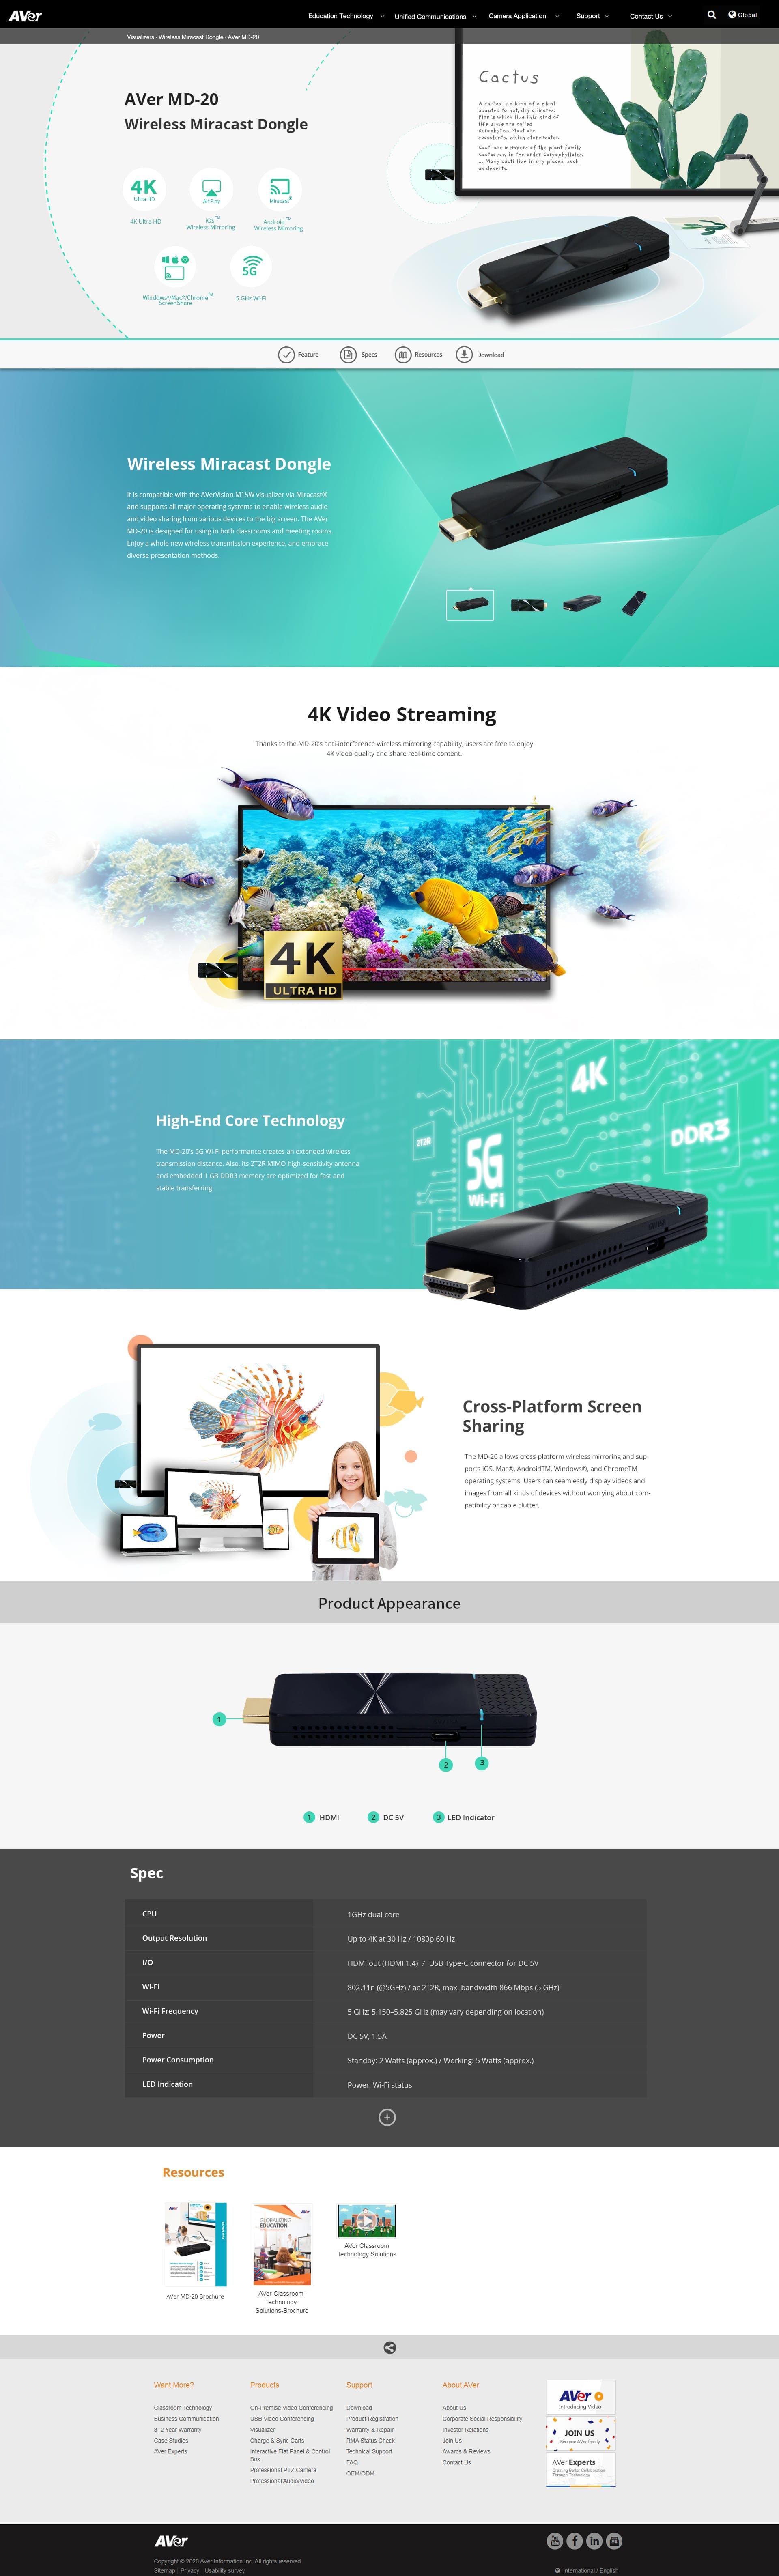 AVer
Education Technology
Unified Communications
Camera Application
Support
Contact Us
Global
Visualizers • Wireless Miracast Dongle • AVer MD-20
AVer MD-20
Wireless Miracast Dongle
4K
Ultra HD
AirPlay
Miracast®
4K Ultra HD
iOS™
Wireless Mirroring
Android™
Wireless Mirroring
5G
Windows®/Mac®/Chrome™
ScreenShare
5 GHz Wi-Fi
Cactus
A cactus is a kind of a plant
adapted to hot, dry climates.
Plants which live this kind of
life-style are called
xerophytes. Most are
succulents, which store water.
Cacti are members of the plant family
Cactaceae, in the order Caryophyllales.
... Many cacti live in dry places, such
as deserts.
Feature
Specs
Resources
Download
Wireless Miracast Dongle
It is compatible with the AVerVision M15W visualizer via Miracast®
and supports all major operating systems to enable wireless audio
and video sharing from various devices to the big screen. The AVer
MD-20 is designed for using in both classrooms and meeting rooms.
Enjoy a whole new wireless transmission experience, and embrace
diverse presentation methods.
4K Video Streaming
Thanks to the MD-20's anti-interference wireless mirroring capability, users are free to enjoy
4K video quality and share real-time content.
4K
ULTRA HD
High-End Core Technology
The MD-20's 5G Wi-Fi performance creates an extended wireless
transmission distance. Also, its 2T2R MIMO high-sensitivity antenna
and embedded 1 GB DDR3 memory are optimized for fast and
stable transferring.
4K
2T2R
5G
Wi-Fi
DDR3
Cross-Platform Screen
Sharing
The MD-20 allows cross-platform wireless mirroring and sup-
ports iOS, Mac®, AndroidTM, Windows®, and ChromeTM
operating systems. Users can seamlessly display videos and
images from all kinds of devices without worrying about com-
patibility or cable clutter.
Product Appearance
1
2
3
1 HDMI
2 DC 5V
3 LED Indicator
Spec
CPU
1GHz dual core
Output Resolution
Up to 4K at 30 Hz / 1080p 60 Hz
I/O
HDMI out (HDMI 1.4) / USB Type-C connector for DC 5V
Wi-Fi
802.11n (@5GHz) / ac 2T2R, max. bandwidth 866 Mbps (5 GHz)
Wi-Fi Frequency
5 GHz: 5.150–5.825 GHz (may vary depending on location)
Power
DC 5V, 1.5A
Power Consumption
Standby: 2 Watts (approx.) / Working: 5 Watts (approx.)
LED Indication
Power, Wi-Fi status
Resources
GLOBALIZING
EDUCATION
AVer MD-20 Brochure
AVer-Classroom-
Technology-
Solutions-Brochure
AVer Classroom
Technology Solutions
Want More?
Classroom Technology
Business Communication
3+2 Year Warranty
Case Studies
AVer Experts
Products
On-Premise Video Conferencing
USB Video Conferencing
Visualizer
Charge & Sync Carts
Interactive Flat Panel & Control
Box
Professional PTZ Camera
Professional Audio/Video
Support
Download
Product Registration
Warranty & Repair
RMA Status Check
Technical Support
FAQ
OEM/ODM
About AVer
About Us
Corporate Social Responsibility
Investor Relations
Join Us
Awards & Reviews
Contact Us
AVer
Introducing Video
JOIN US
Become AVer family
AVer Experts
Creating Better Collaboration
Through Technology
AVer
Copyright © 2020 AVer Information Inc. All rights reserved.
Sitemap | Privacy | Usability survey
International / English